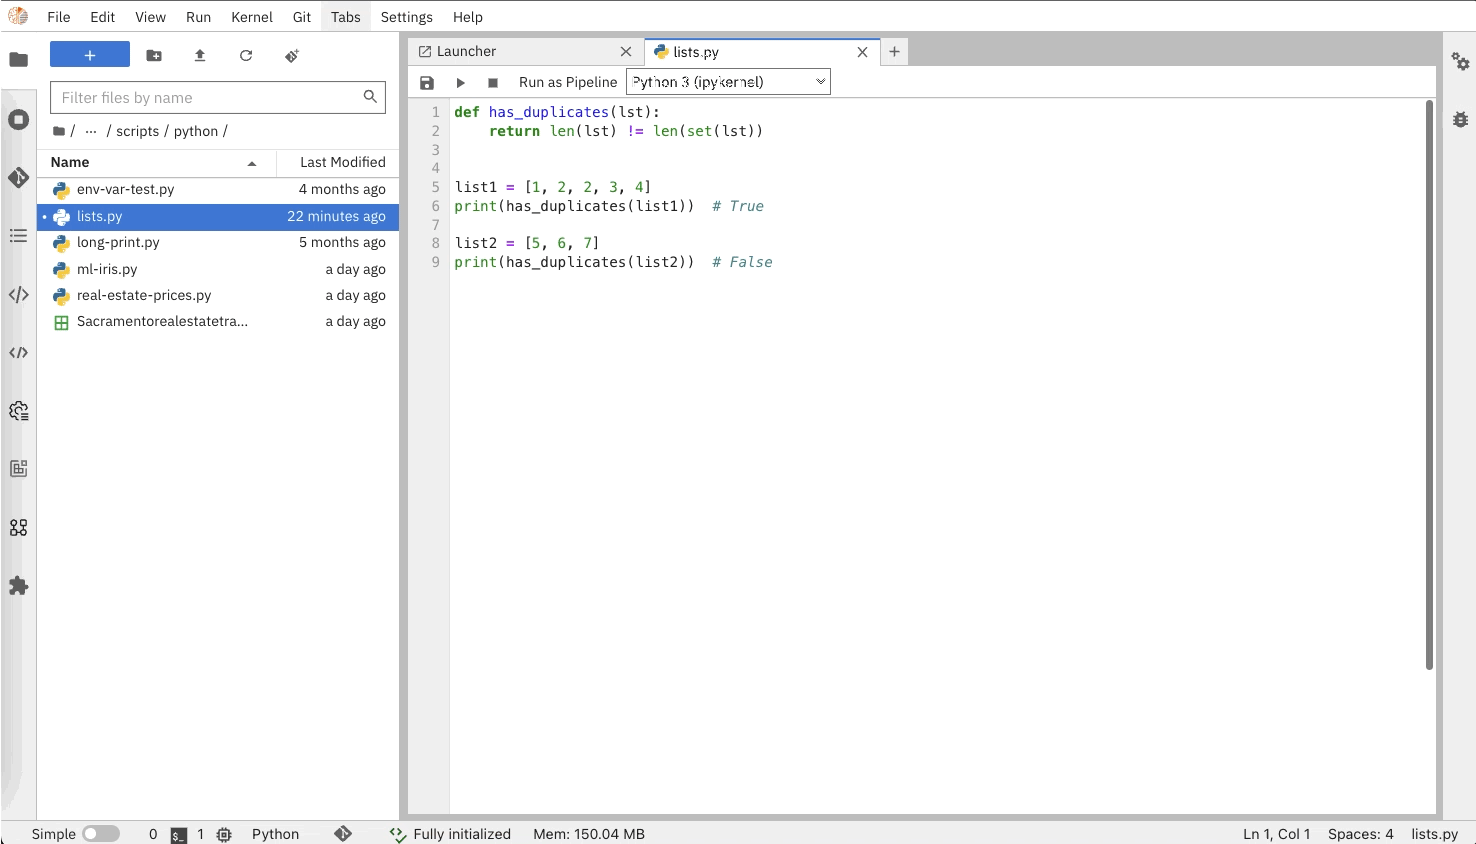 File Edit View Run Kernel Git Tabs Settings Help
+
Filter files by name
/ ··· / scripts / python /
Name Last Modified
env-var-test.py 4 months ago
• lists.py 22 minutes ago
long-print.py 5 months ago
ml-iris.py a day ago
real-estate-prices.py a day ago
Sacramentorealestatetra... a day ago
Launcher
lists.py
+
Run as Pipeline Python 3 (ipykernel)
1 def has_duplicates(lst):
2 return len(lst) != len(set(lst))
3
4
5 list1 = [1, 2, 2, 3, 4]
6 print(has_duplicates(list1)) # True
7
8 list2 = [5, 6, 7]
9 print(has_duplicates(list2)) # False
Simple 0 $_ 1 Python Fully initialized Mem: 150.04 MB Ln 1, Col 1 Spaces: 4 lists.py